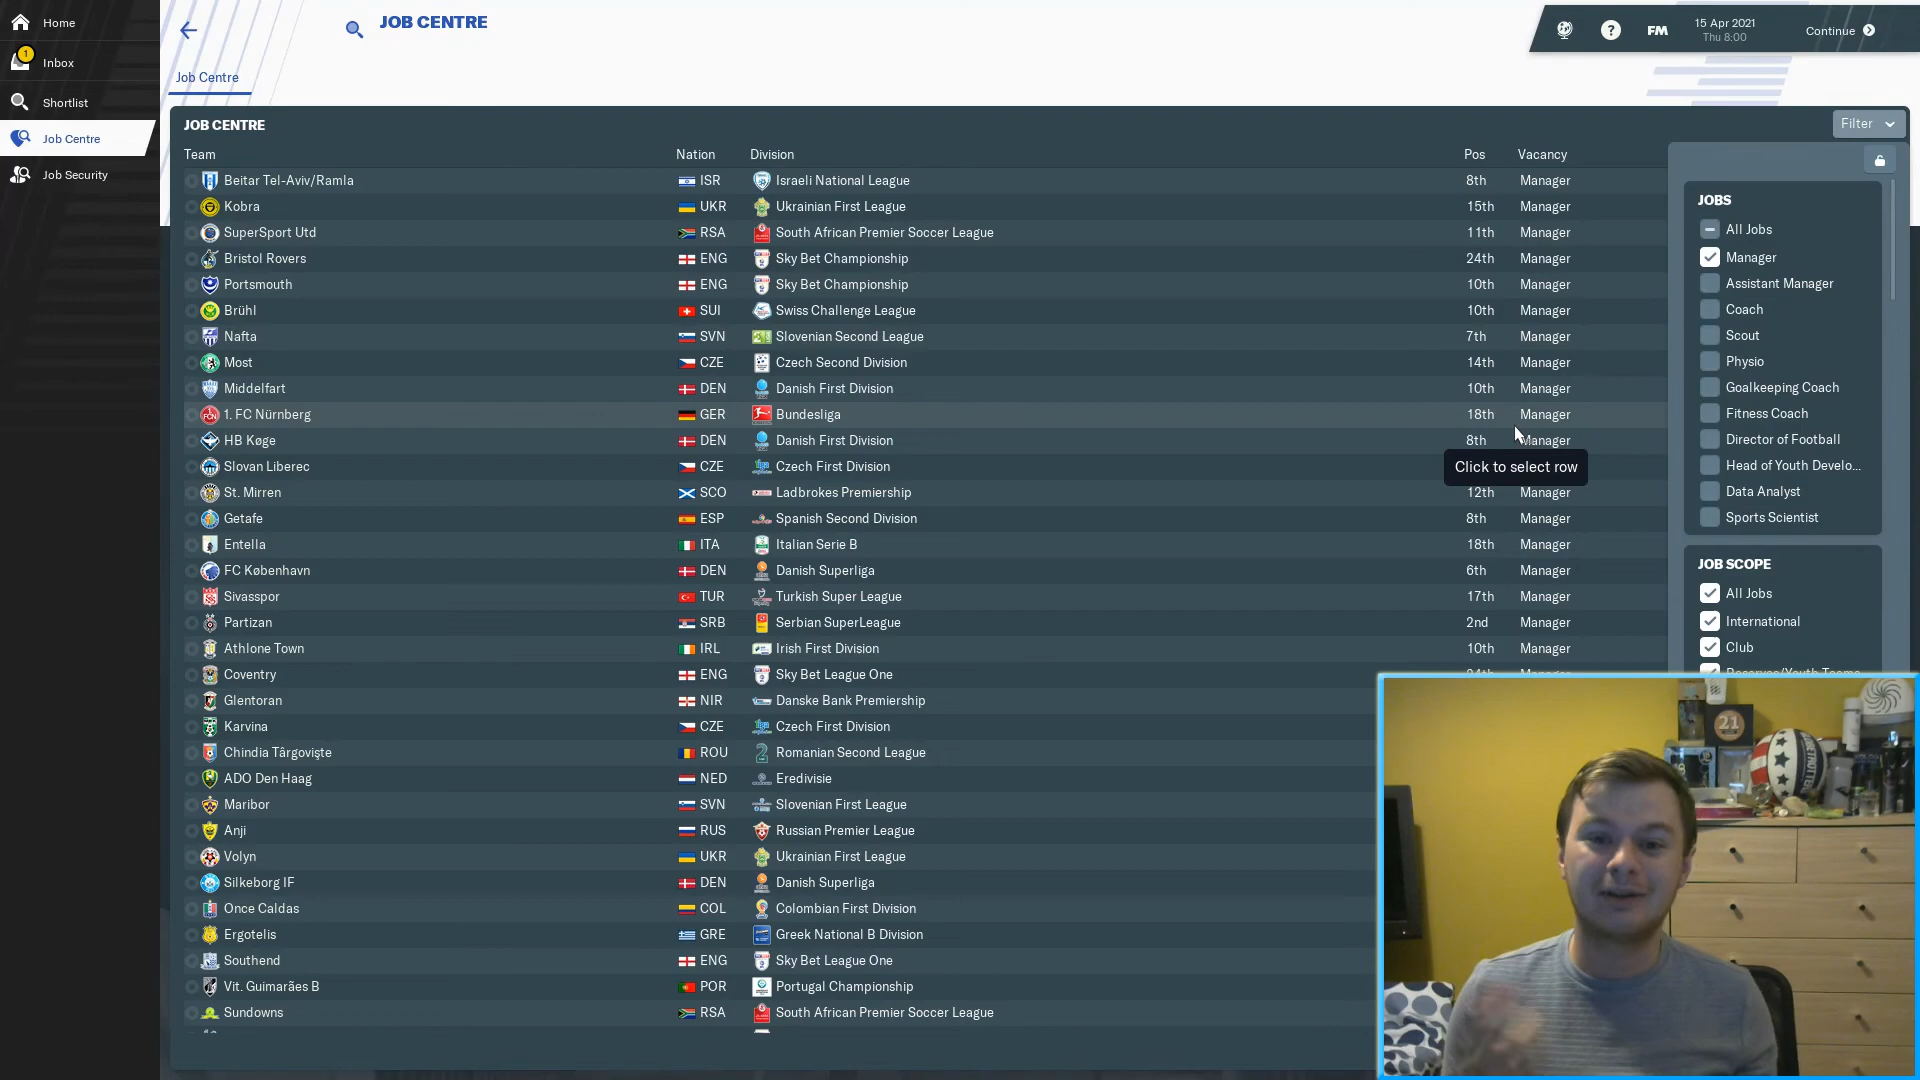 Home
1
Inbox
Shortlist
Job Centre
Job Security
JOB CENTRE
? FM 15 Apr 2021 Continue
Thu 8:00
Job Centre
JOB CENTRE
Filter
Team Nation Division Pos Vacancy
Beitar Tel-Aviv/Ramla ISR Israeli National League 8th Manager
Kobra UKR Ukrainian First League 15th Manager
SuperSport Utd RSA South African Premier Soccer League 11th Manager
Bristol Rovers ENG Sky Bet Championship 24th Manager
Portsmouth ENG Sky Bet Championship 10th Manager
Brühl SUI Swiss Challenge League 10th Manager
Nafta SVN Slovenian Second League 7th Manager
Most CZE Czech Second Division 14th Manager
Middelfart DEN Danish First Division 10th Manager
1. FC Nürnberg GER Bundesliga 18th Manager
HB Køge DEN Danish First Division 8th Manager
Slovan Liberec CZE Czech First Division
Click to select row
St. Mirren SCO Ladbrokes Premiership 12th Manager
Getafe ESP Spanish Second Division 8th Manager
Entella ITA Italian Serie B 18th Manager
FC København DEN Danish Superliga 6th Manager
Sivasspor TUR Turkish Super League 17th Manager
Partizan SRB Serbian SuperLeague 2nd Manager
Athlone Town IRL Irish First Division 10th Manager
Coventry ENG Sky Bet League One 24th Manager
Glentoran NIR Danske Bank Premiership
Karvina CZE Czech First Division
Chindia Târgovişte ROU Romanian Second League
ADO Den Haag NED Eredivisie
Maribor SVN Slovenian First League
Anji RUS Russian Premier League
Volyn UKR Ukrainian First League
Silkeborg IF DEN Danish Superliga
Once Caldas COL Colombian First Division
Ergotelis GRE Greek National B Division
Southend ENG Sky Bet League One
Vit. Guimarães B POR Portugal Championship
Sundowns RSA South African Premier Soccer League
JOBS
All Jobs
Manager
Assistant Manager
Coach
Scout
Physio
Goalkeeping Coach
Fitness Coach
Director of Football
Head of Youth Develo...
Data Analyst
Sports Scientist
JOB SCOPE
All Jobs
International
Club
Reserves/Youth Teams
21